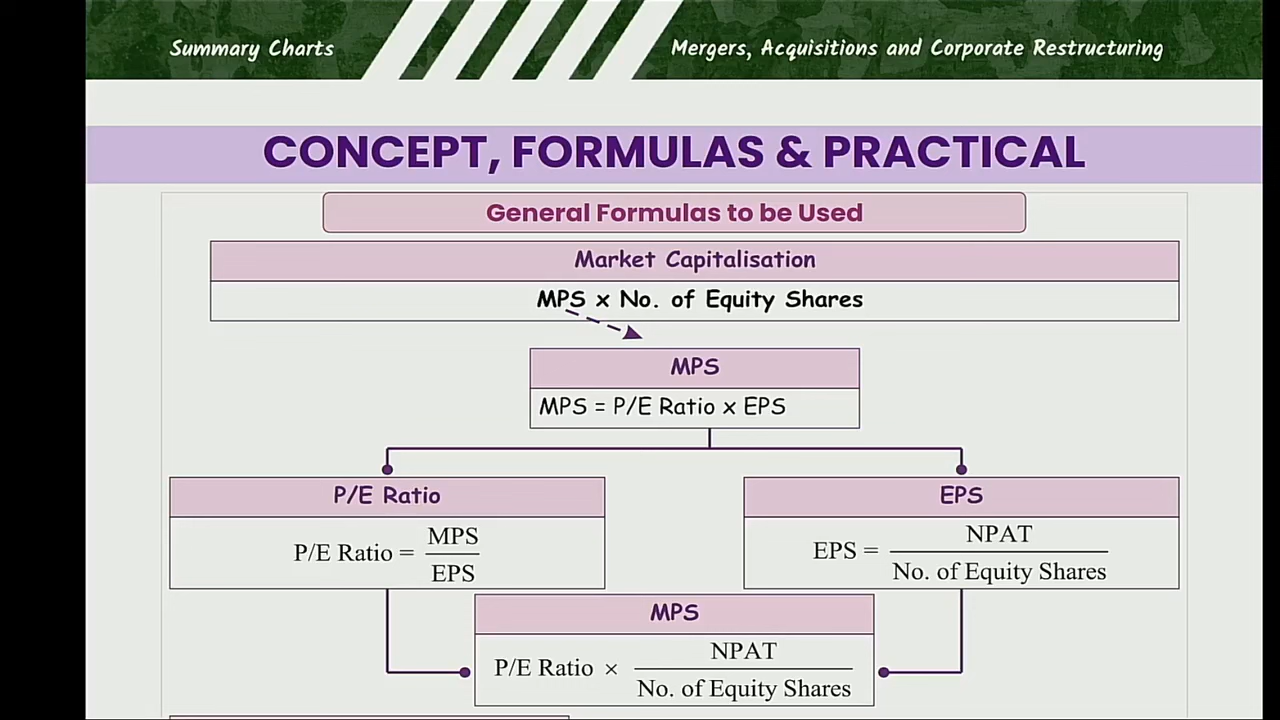 Summary Charts
Mergers, Acquisitions and Corporate Restructuring
CONCEPT, FORMULAS & PRACTICAL
General Formulas to be Used
Market Capitalisation
MPS x No. of Equity Shares
MPS
MPS = P/E Ratio x EPS
P/E Ratio
P/E Ratio = MPS
EPS
EPS
EPS = NPAT
No. of Equity Shares
MPS
P/E Ratio × NPAT
No. of Equity Shares